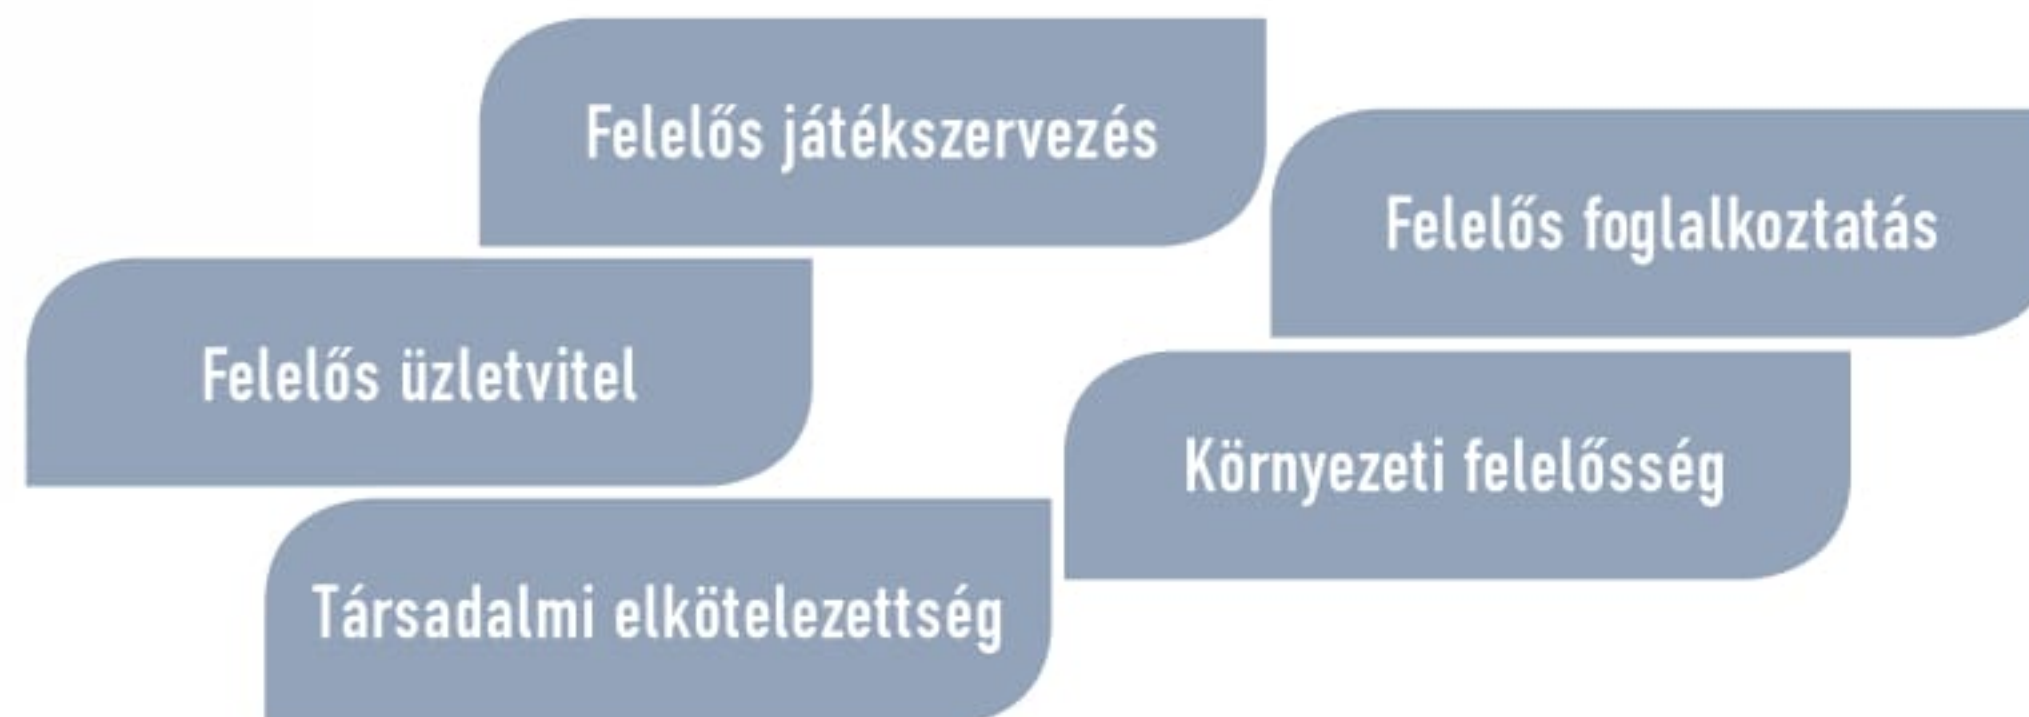 Felelős játékszervezés
Felelős foglalkoztatás
Felelős üzletvitel
Környezeti felelősség
Társadalmi elkötelezettség